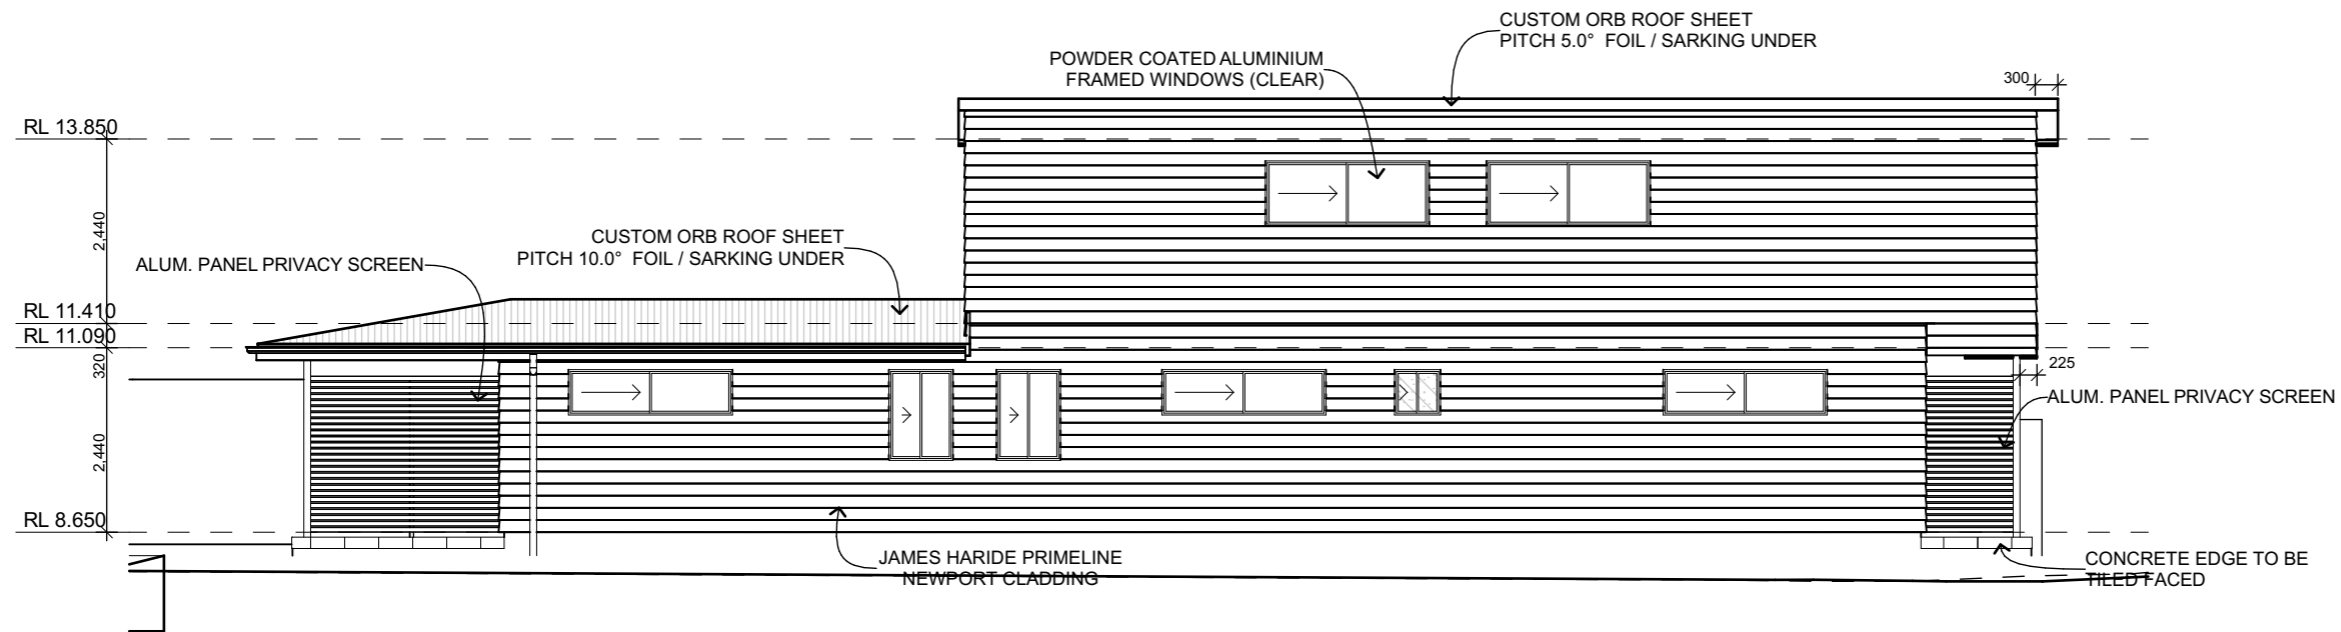 CUSTOM ORB ROOF SHEET
PITCH 5.0° FOIL / SARKING UNDER
POWDER COATED ALUMINIUM
FRAMED WINDOWS (CLEAR)
300
RL 13.850
2,440
CUSTOM ORB ROOF SHEET
PITCH 10.0° FOIL / SARKING UNDER
ALUM. PANEL PRIVACY SCREEN
RL 11.410
RL 11.090
320
225
ALUM. PANEL PRIVACY SCREEN
2,440
RL 8.650
JAMES HARIDE PRIMELINE
NEWPORT CLADDING
CONCRETE EDGE TO BE
TILED FACED